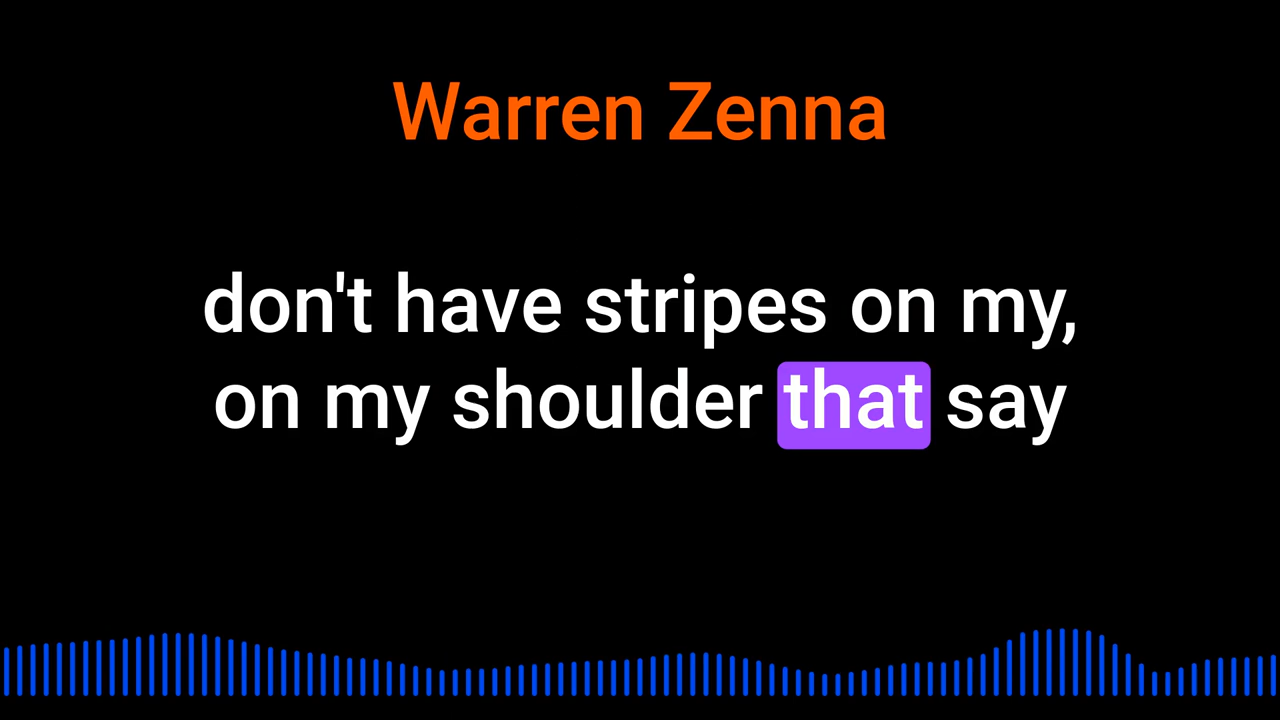 Warren Zenna
don't have stripes on my,
on my shoulder that say